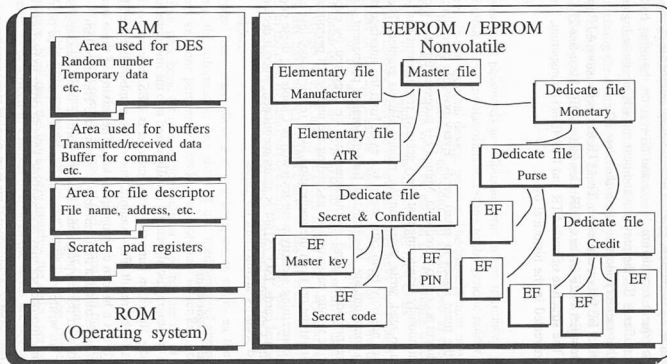 RAM
Area used for DES
Random number
Temporary data
etc.
Area used for buffers
Transmitted/received data
Buffer for command
etc.
Area for file descriptor
File name, address, etc.
Scratch pad registers
ROM
(Operating system)
EEPROM / EPROM
Nonvolatile
Elementary file
Manufacturer
Master file
Dedicate file
Monetary
Elementary file
ATR
Dedicate file
Purse
Dedicate file
Secret & Confidential
EF
Dedicate file
Credit
EF
Master key
EF
PIN
EF
Secret code
EF
EF
EF
EF